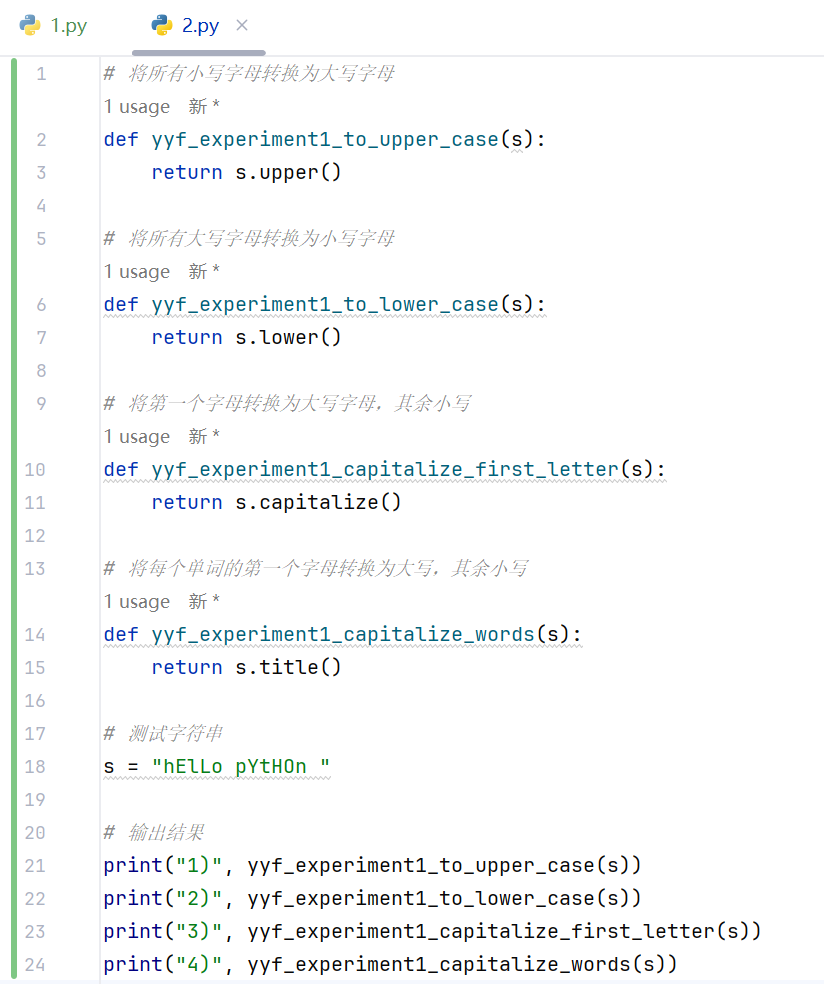 1.py 2.py ×
1 # 将所有小写字母转换为大写字母
1 usage 新 *
2 def yyf_experiment1_to_upper_case(s):
3 return s.upper()
4
5 # 将所有大写字母转换为小写字母
1 usage 新 *
6 def yyf_experiment1_to_lower_case(s):
7 return s.lower()
8
9 # 将第一个字母转换为大写字母，其余小写
1 usage 新 *
10 def yyf_experiment1_capitalize_first_letter(s):
11 return s.capitalize()
12
13 # 将每个单词的第一个字母转换为大写，其余小写
1 usage 新 *
14 def yyf_experiment1_capitalize_words(s):
15 return s.title()
16
17 # 测试字符串
18 s = "hElLo pYtHOn "
19
20 # 输出结果
21 print("1)", yyf_experiment1_to_upper_case(s))
22 print("2)", yyf_experiment1_to_lower_case(s))
23 print("3)", yyf_experiment1_capitalize_first_letter(s))
24 print("4)", yyf_experiment1_capitalize_words(s))